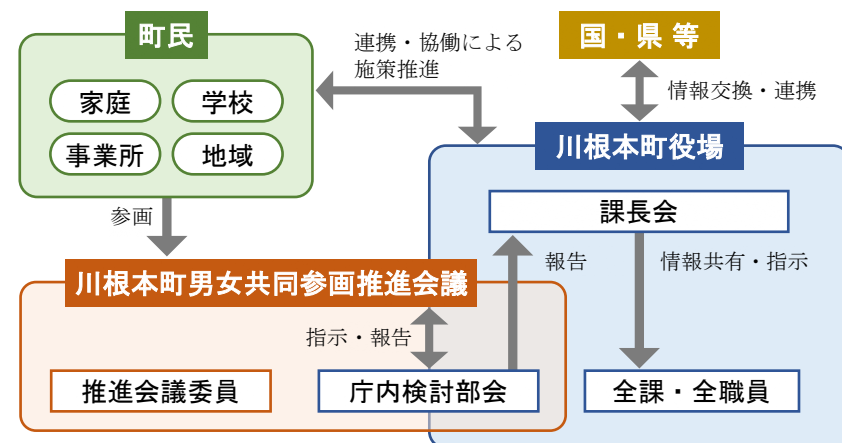 町民
家庭
学校
事業所
地域
連携・協働による
施策推進
国・県 等
情報交換・連携
川根本町役場
課長会
参画
報告
情報共有・指示
川根本町男女共同参画推進会議
指示・報告
推進会議委員
庁内検討部会
全課・全職員